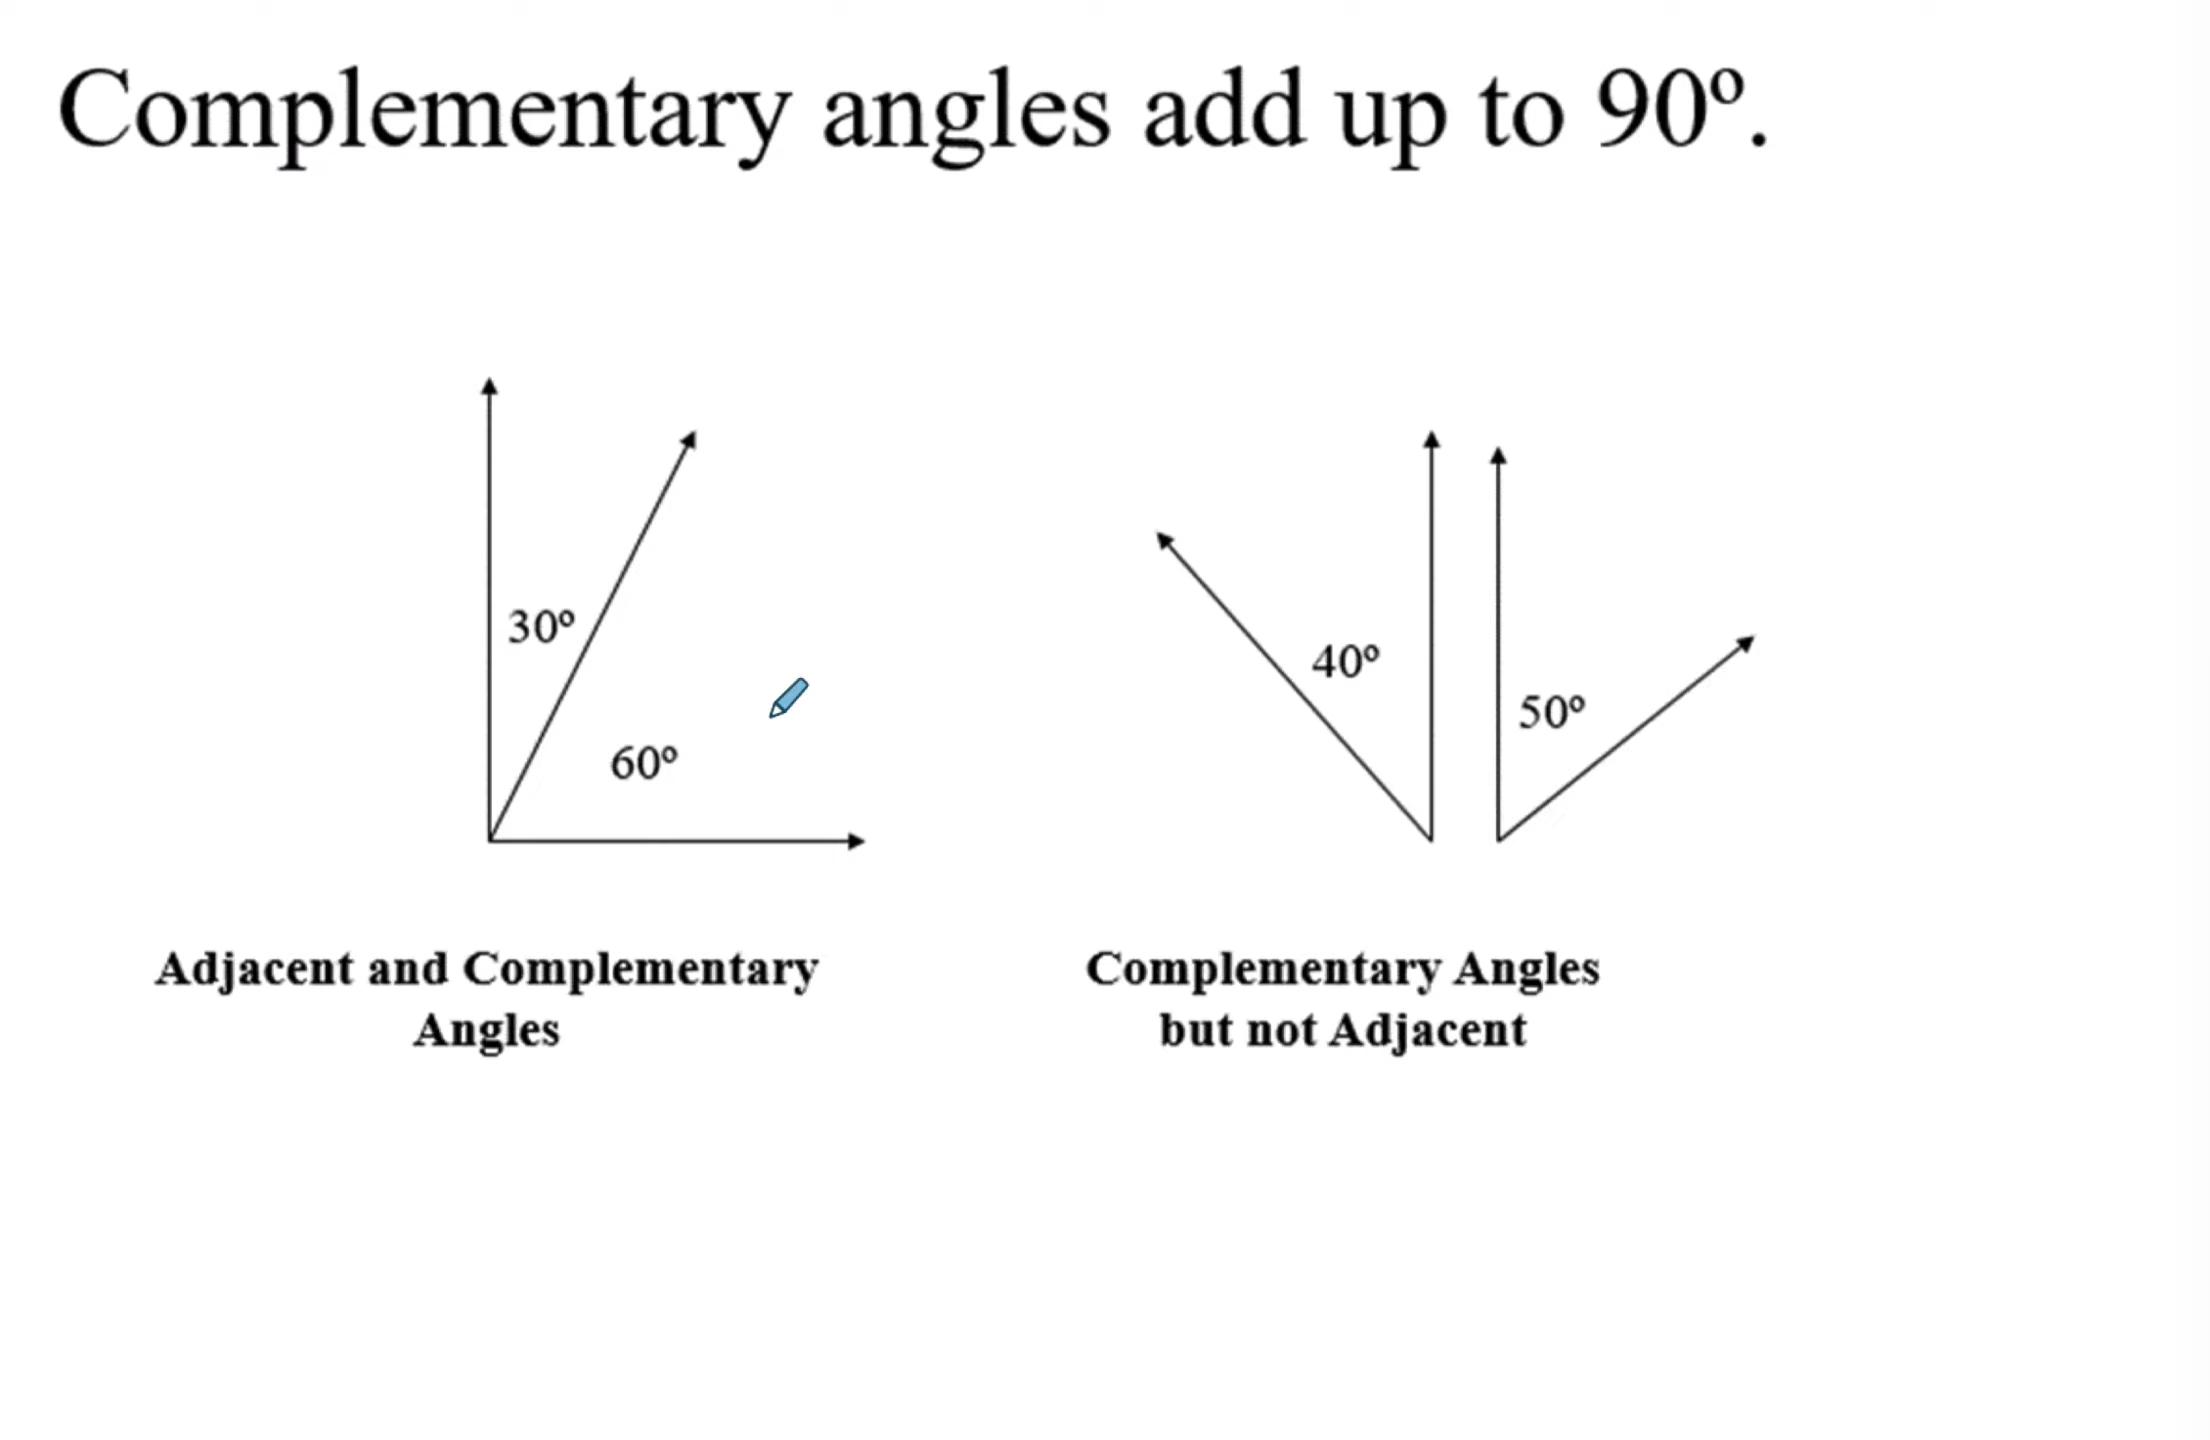 Complementary angles add up to 90º.
30º
60º
40º
50º
Adjacent and Complementary
Angles
Complementary Angles
but not Adjacent